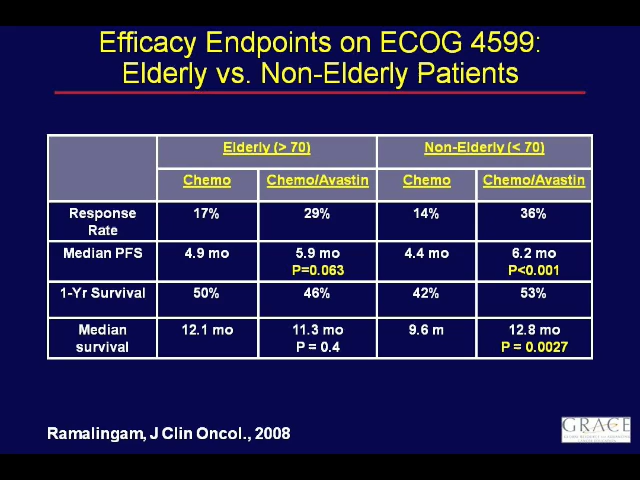 Efficacy Endpoints on ECOG 4599:
Elderly vs. Non-Elderly Patients
Elderly (> 70) Non-Elderly (< 70)
Chemo Chemo/Avastin Chemo Chemo/Avastin
Response Rate 17% 29% 14% 36%
Median PFS 4.9 mo 5.9 mo P=0.063 4.4 mo 6.2 mo P<0.001
1-Yr Survival 50% 46% 42% 53%
Median survival 12.1 mo 11.3 mo P = 0.4 9.6 m 12.8 mo P = 0.0027
Ramalingam, J Clin Oncol., 2008
GRACE